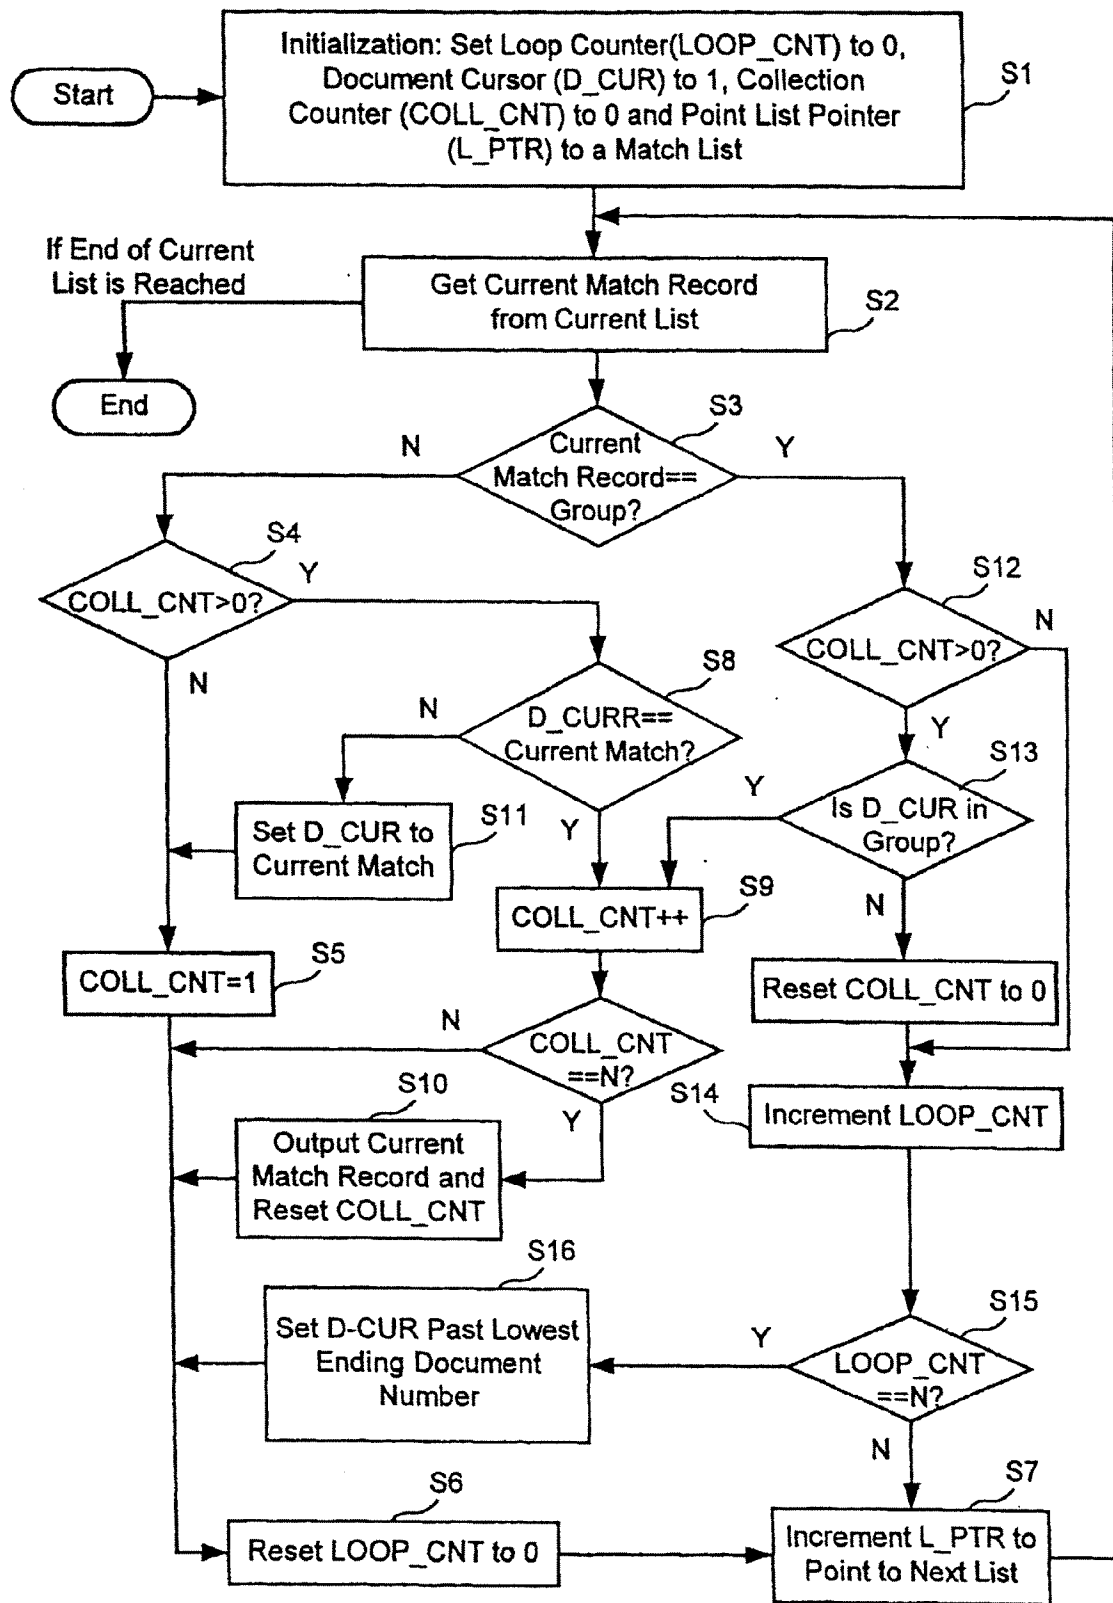 Initialization: Set Loop Counter(LOOP_CNT) to 0,
Document Cursor (D_CUR) to 1, Collection
Counter (COLL_CNT) to 0 and Point List Pointer
(L_PTR) to a Match List
S1
Start
If End of Current
List is Reached
Get Current Match Record
from Current List
S2
End
S3
N
Current
Match Record==
Group?
Y
S4
COLL_CNT>0?
Y
N
S12
COLL_CNT>0?
N
Y
S8
N
D_CURR==
Current Match?
Y
S13
Y
Is D_CUR in
Group?
N
S11
Set D_CUR to
Current Match
S9
COLL_CNT++
S5
COLL_CNT=1
Reset COLL_CNT to 0
N
COLL_CNT
==N?
Y
S14
Increment LOOP_CNT
S10
Output Current
Match Record and
Reset COLL_CNT
S16
Set D-CUR Past Lowest
Ending Document
Number
S15
Y
LOOP_CNT
==N?
N
S6
Reset LOOP_CNT to 0
S7
Increment L_PTR to
Point to Next List